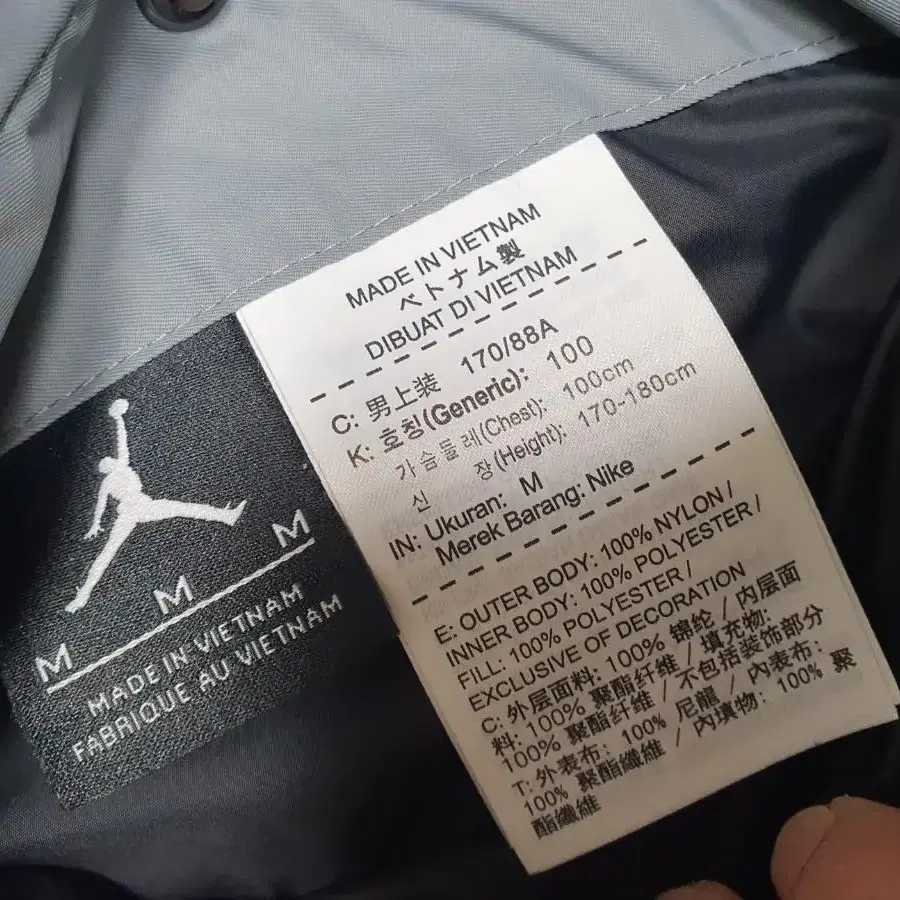 MADE IN VIETNAM
ベトナム製
DIBUAT DI VIETNAM
C: 男上装 170/88A
K: 호칭(Generic): 100
가슴둘레(Chest): 100cm
신 장(Height): 170-180cm
IN: Ukuran: M
Merek Barang: Nike
E: OUTER BODY: 100% NYLON /
INNER BODY: 100% POLYESTER /
FILL: 100% POLYESTER /
EXCLUSIVE OF DECORATION
C: 外层面料: 100% 锦纶 / 内层面
料: 100% 聚酯纤维 / 填充物:
100% 聚酯纤维 / 不包括装饰部分
T: 外表布: 100% 尼龍 / 內表布:
100% 聚酯纖維 / 內填物: 100% 聚
酯纖維
M M M
MADE IN VIETNAM
FABRIQUE AU VIETNAM